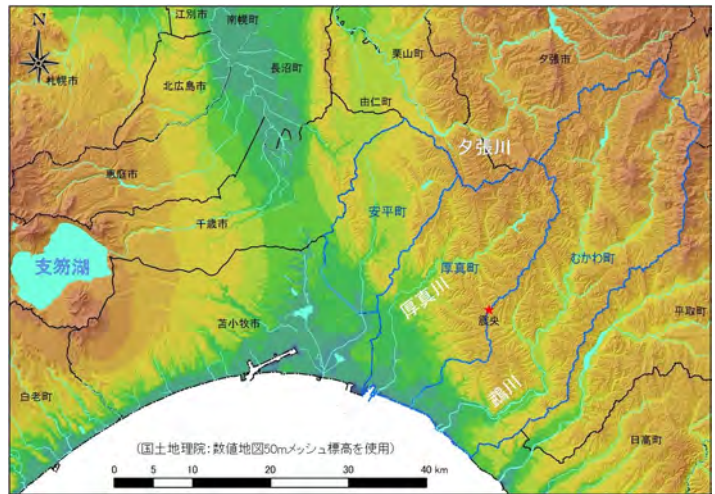 N
江別市
南幌町
栗山町
夕張市
長沼町
札幌市
北広島市
由仁町
夕張川
恵庭市
安平町
千歳市
支笏湖
厚真町
むかわ町
厚真川
震央
平取町
苫小牧市
鵡川
白老町
日高町
(国土地理院:数値地図50mメッシュ標高を使用)
0 5 10 20 30 40 km